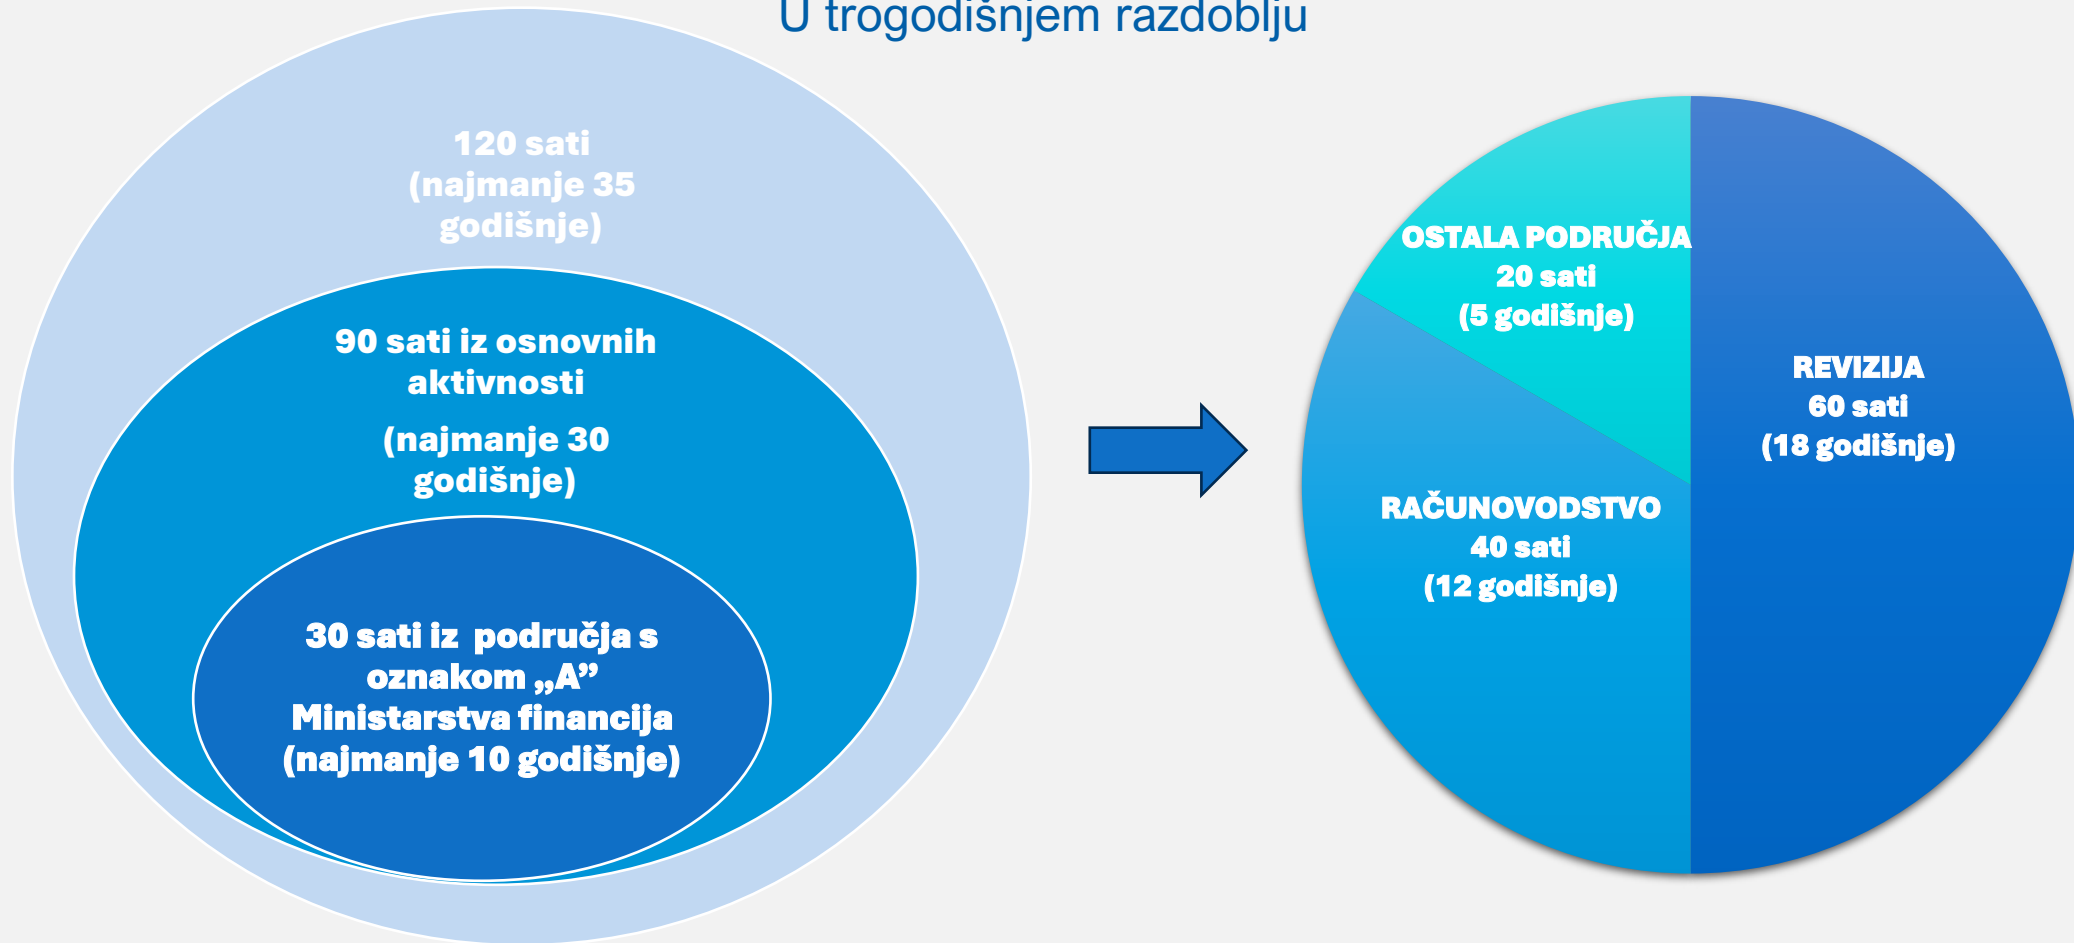 U trogodišnjem razdoblju
120 sati
(najmanje 35
godišnje)
90 sati iz osnovnih
aktivnosti
(najmanje 30
godišnje)
30 sati iz područja s
oznakom „A”
Ministarstva financija
(najmanje 10 godišnje)
OSTALA PODRUČJA
20 sati
(5 godišnje)
REVIZIJA
60 sati
(18 godišnje)
RAČUNOVODSTVO
40 sati
(12 godišnje)